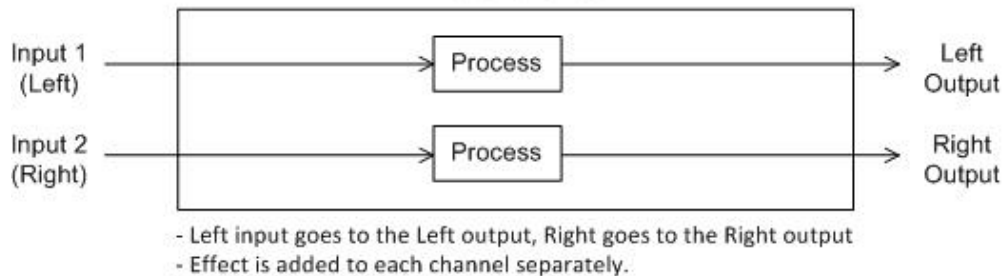 Input 1
(Left)
Process
Left
Output
Input 2
(Right)
Process
Right
Output
- Left input goes to the Left output, Right goes to the Right output
- Effect is added to each channel separately.